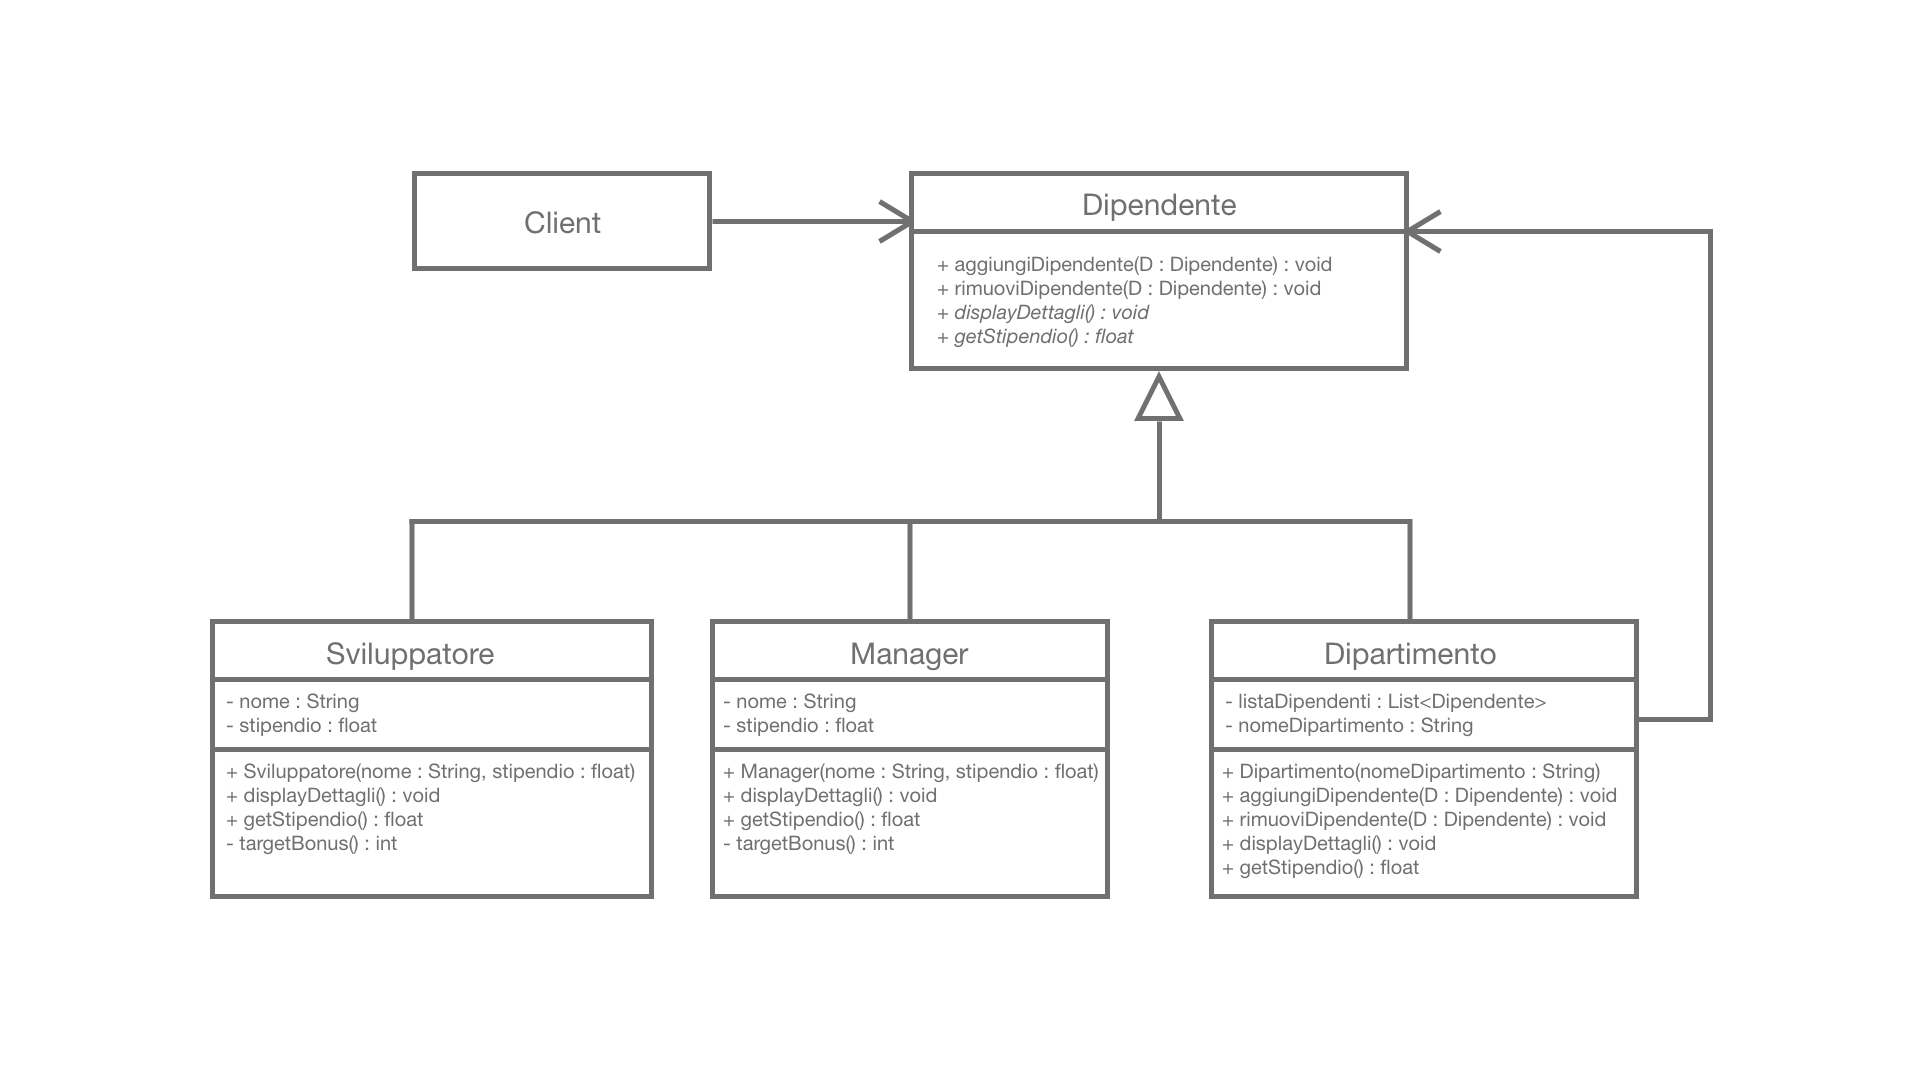 Client
Dipendente
+ aggiungiDipendente(D : Dipendente) : void
+ rimuoviDipendente(D : Dipendente) : void
+ displayDettagli() : void
+ getStipendio() : float
Sviluppatore
- nome : String
- stipendio : float
+ Sviluppatore(nome : String, stipendio : float)
+ displayDettagli() : void
+ getStipendio() : float
- targetBonus() : int
Manager
- nome : String
- stipendio : float
+ Manager(nome : String, stipendio : float)
+ displayDettagli() : void
+ getStipendio() : float
- targetBonus() : int
Dipartimento
- listaDipendenti : List<Dipendente>
- nomeDipartimento : String
+ Dipartimento(nomeDipartimento : String)
+ aggiungiDipendente(D : Dipendente) : void
+ rimuoviDipendente(D : Dipendente) : void
+ displayDettagli() : void
+ getStipendio() : float